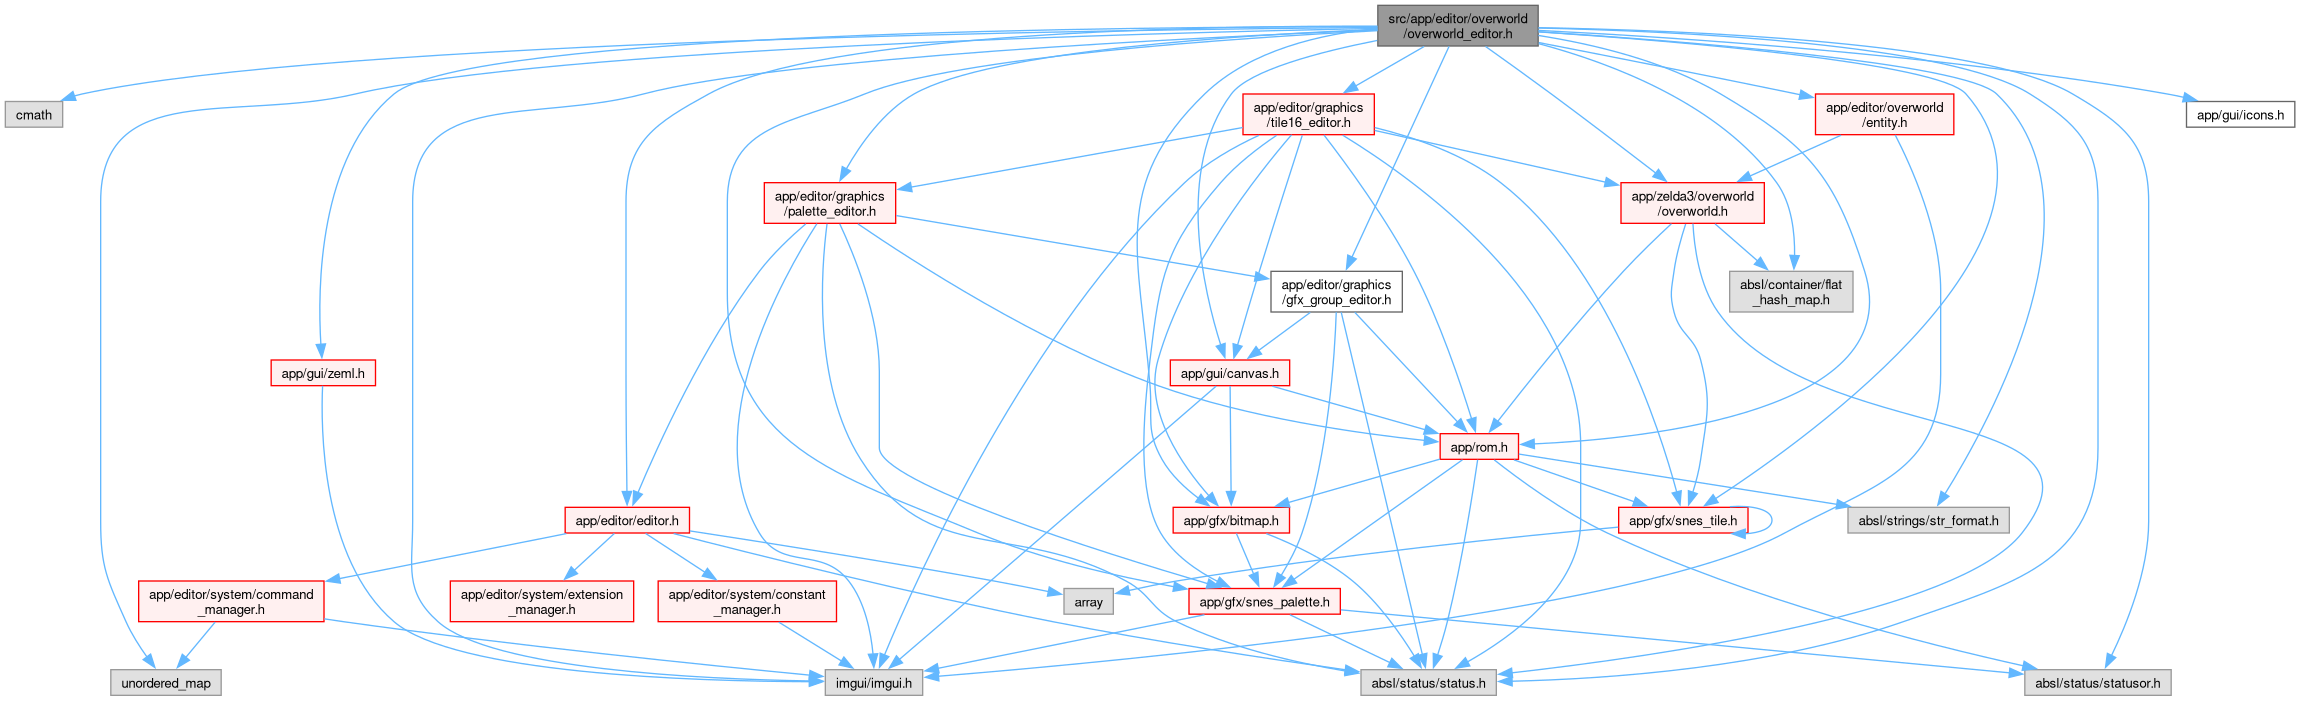 src/app/editor/overworld
/overworld_editor.h
cmath
app/editor/graphics
/tile16_editor.h
app/editor/overworld
/entity.h
app/gui/icons.h
app/editor/graphics
/palette_editor.h
app/zelda3/overworld
/overworld.h
app/editor/graphics
/gfx_group_editor.h
absl/container/flat
_hash_map.h
app/gui/zeml.h
app/gui/canvas.h
app/rom.h
app/editor/editor.h
app/gfx/bitmap.h
app/gfx/snes_tile.h
absl/strings/str_format.h
app/editor/system/command
_manager.h
app/editor/system/extension
_manager.h
app/editor/system/constant
_manager.h
array
app/gfx/snes_palette.h
unordered_map
imgui/imgui.h
absl/status/status.h
absl/status/statusor.h